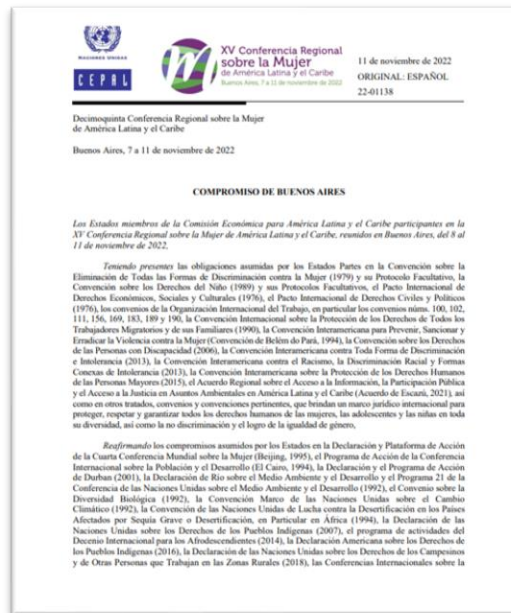 NACIONES UNIDAS
CEPAL
XV Conferencia Regional
sobre la Mujer
de América Latina y el Caribe
Buenos Aires, 7 a 11 de noviembre de 2022
11 de noviembre de 2022
ORIGINAL: ESPAÑOL
22-01138
Decimoquinta Conferencia Regional sobre la Mujer
de América Latina y el Caribe
Buenos Aires, 7 a 11 de noviembre de 2022
COMPROMISO DE BUENOS AIRES
Los Estados miembros de la Comisión Económica para América Latina y el Caribe participantes en la
XV Conferencia Regional sobre la Mujer de América Latina y el Caribe, reunidos en Buenos Aires, del 8 al
11 de noviembre de 2022,
Teniendo presentes las obligaciones asumidas por los Estados Partes en la Convención sobre la
Eliminación de Todas las Formas de Discriminación contra la Mujer (1979) y su Protocolo Facultativo, la
Convención sobre los Derechos del Niño (1989) y sus Protocolos Facultativos, el Pacto Internacional de
Derechos Económicos, Sociales y Culturales (1976), el Pacto Internacional de Derechos Civiles y Políticos
(1976), los convenios de la Organización Internacional del Trabajo, en particular los convenios núms. 100, 102,
111, 156, 169, 183, 189 y 190, la Convención Internacional sobre la Protección de los Derechos de Todos los
Trabajadores Migratorios y de sus Familiares (1990), la Convención Interamericana para Prevenir, Sancionar y
Erradicar la Violencia contra la Mujer (Convención de Belém do Pará, 1994), la Convención sobre los Derechos
de las Personas con Discapacidad (2006), la Convención Interamericana contra Toda Forma de Discriminación
e Intolerancia (2013), la Convención Interamericana contra el Racismo, la Discriminación Racial y Formas
Conexas de Intolerancia (2013), la Convención Interamericana sobre la Protección de los Derechos Humanos
de las Personas Mayores (2015), el Acuerdo Regional sobre el Acceso a la Información, la Participación Pública
y el Acceso a la Justicia en Asuntos Ambientales en América Latina y el Caribe (Acuerdo de Escazú, 2021), así
como en otros tratados, convenios y convenciones pertinentes, que brindan un marco jurídico internacional para
proteger, respetar y garantizar todos los derechos humanos de las mujeres, las adolescentes y las niñas en toda
su diversidad, así como la no discriminación y el logro de la igualdad de género,
Reafirmando los compromisos asumidos por los Estados en la Declaración y Plataforma de Acción
de la Cuarta Conferencia Mundial sobre la Mujer (Beijing, 1995), el Programa de Acción de la Conferencia
Internacional sobre la Población y el Desarrollo (El Cairo, 1994), la Declaración y el Programa de Acción
de Durban (2001), la Declaración de Río sobre el Medio Ambiente y el Desarrollo y el Programa 21 de la
Conferencia de las Naciones Unidas sobre el Medio Ambiente y el Desarrollo (1992), el Convenio sobre la
Diversidad Biológica (1992), la Convención Marco de las Naciones Unidas sobre el Cambio
Climático (1992), la Convención de las Naciones Unidas de Lucha contra la Desertificación en los Países
Afectados por Sequía Grave o Desertificación, en Particular en África (1994), la Declaración de las
Naciones Unidas sobre los Derechos de los Pueblos Indígenas (2007), el programa de actividades del
Decenio Internacional para los Afrodescendientes (2014), la Declaración Americana sobre los Derechos de
los Pueblos Indígenas (2016), la Declaración de las Naciones Unidas sobre los Derechos de los Campesinos
y de Otras Personas que Trabajan en las Zonas Rurales (2018), las Conferencias Internacionales sobre la